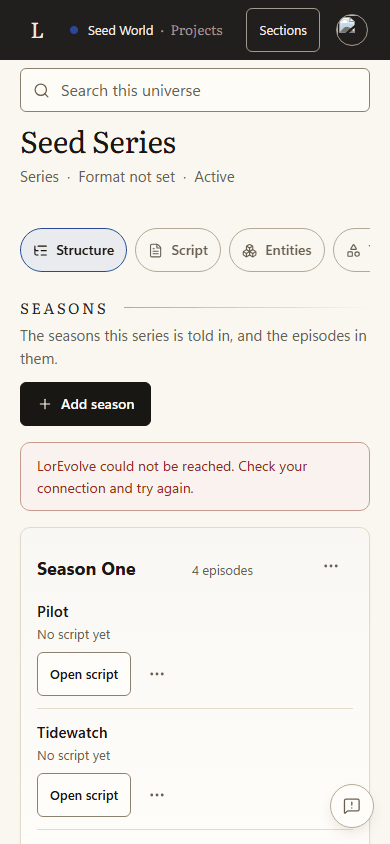 L
Seed World · Projects
Sections
Search this universe
Seed Series
Series · Format not set · Active
Structure
Script
Entities
SEASONS
The seasons this series is told in, and the episodes in
them.
+ Add season
LorEvolve could not be reached. Check your
connection and try again.
Season One
4 episodes
...
Pilot
No script yet
Open script
...
Tidewatch
No script yet
Open script
...